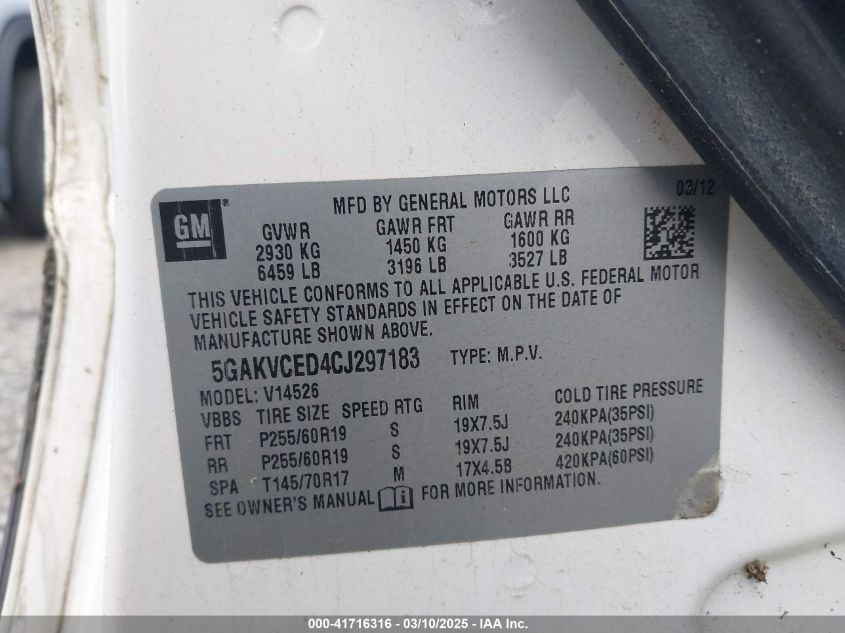 GM®
MFD BY GENERAL MOTORS LLC 03/12
GVWR GAWR FRT GAWR RR
2930 KG 1450 KG 1600 KG
6459 LB 3196 LB 3527 LB
THIS VEHICLE CONFORMS TO ALL APPLICABLE U.S. FEDERAL MOTOR
VEHICLE SAFETY STANDARDS IN EFFECT ON THE DATE OF
MANUFACTURE SHOWN ABOVE.
5GAKVCED4CJ297183 TYPE: M.P.V.
MODEL: V14526
VBBS TIRE SIZE SPEED RTG RIM COLD TIRE PRESSURE
FRT P255/60R19 S 19X7.5J 240KPA(35PSI)
RR P255/60R19 S 19X7.5J 240KPA(35PSI)
SPA T145/70R17 M 17X4.5B 420KPA(60PSI)
SEE OWNER'S MANUAL FOR MORE INFORMATION.
000-41716316 - 03/10/2025 - IAA Inc.